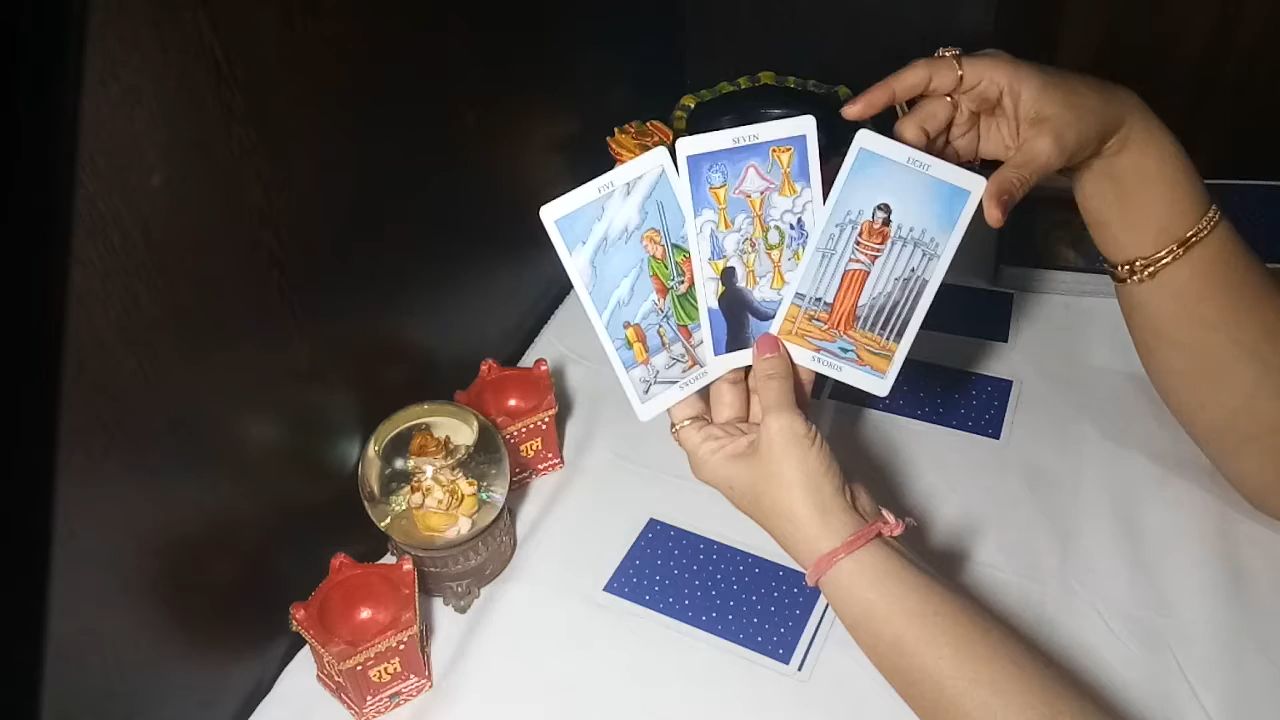 FIVE
SWORDS
SEVEN
EIGHT
SWORDS
शुभ
शुभ